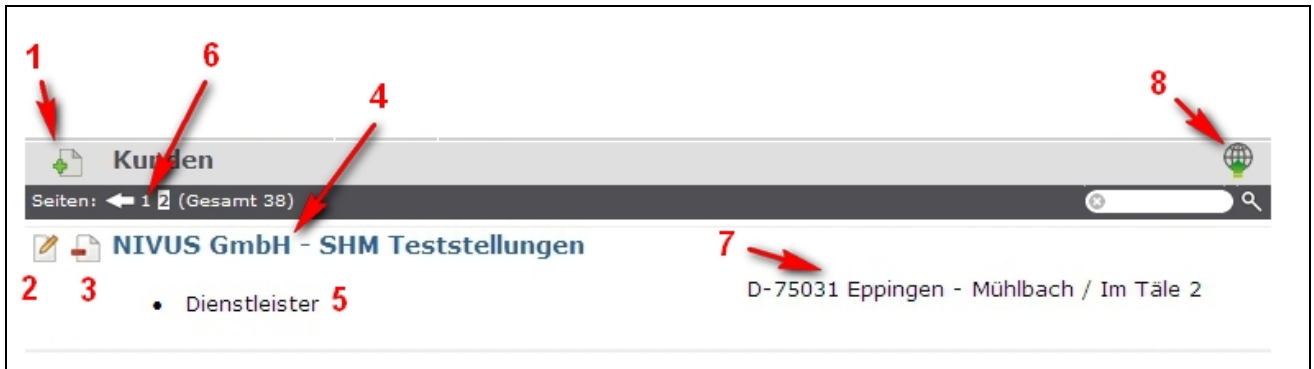 1 6 4 8
Kunden
Seiten: 1 2 (Gesamt 38)
NIVUS GmbH - SHM Teststellungen
2 3 7
• Dienstleister 5 D-75031 Eppingen - Mühlbach / Im Täle 2